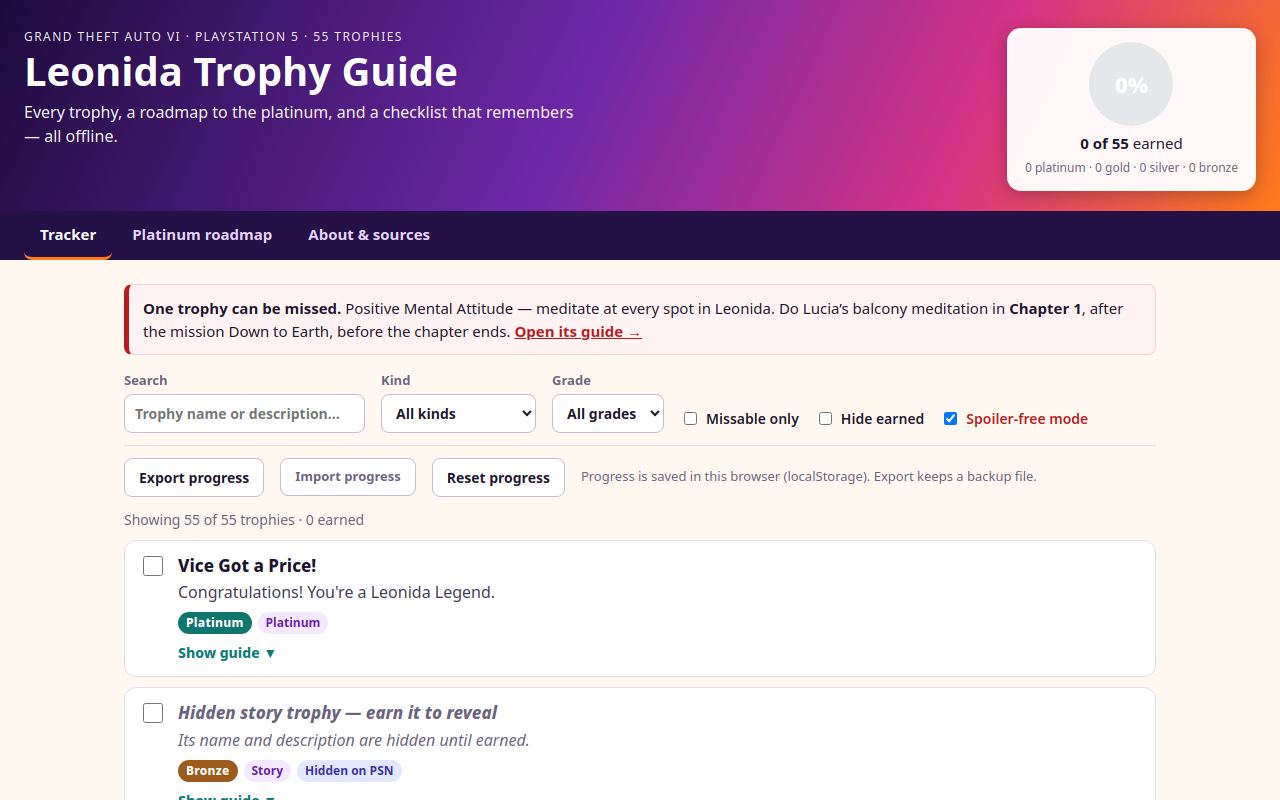 GRAND THEFT AUTO VI · PLAYSTATION 5 · 55 TROPHIES
Leonida Trophy Guide
Every trophy, a roadmap to the platinum, and a checklist that remembers
— all offline.
0%
0 of 55 earned
0 platinum · 0 gold · 0 silver · 0 bronze
Tracker
Platinum roadmap
About & sources
One trophy can be missed. Positive Mental Attitude — meditate at every spot in Leonida. Do Lucia’s balcony meditation in Chapter 1, after
the mission Down to Earth, before the chapter ends. Open its guide →
Search
Kind
Grade
Trophy name or description...
All kinds
All grades
Missable only
Hide earned
Spoiler-free mode
Export progress
Import progress
Reset progress
Progress is saved in this browser (localStorage). Export keeps a backup file.
Showing 55 of 55 trophies · 0 earned
Vice Got a Price!
Congratulations! You're a Leonida Legend.
Platinum
Platinum
Show guide ▼
Hidden story trophy — earn it to reveal
Its name and description are hidden until earned.
Bronze
Story
Hidden on PSN
Show guide ▼